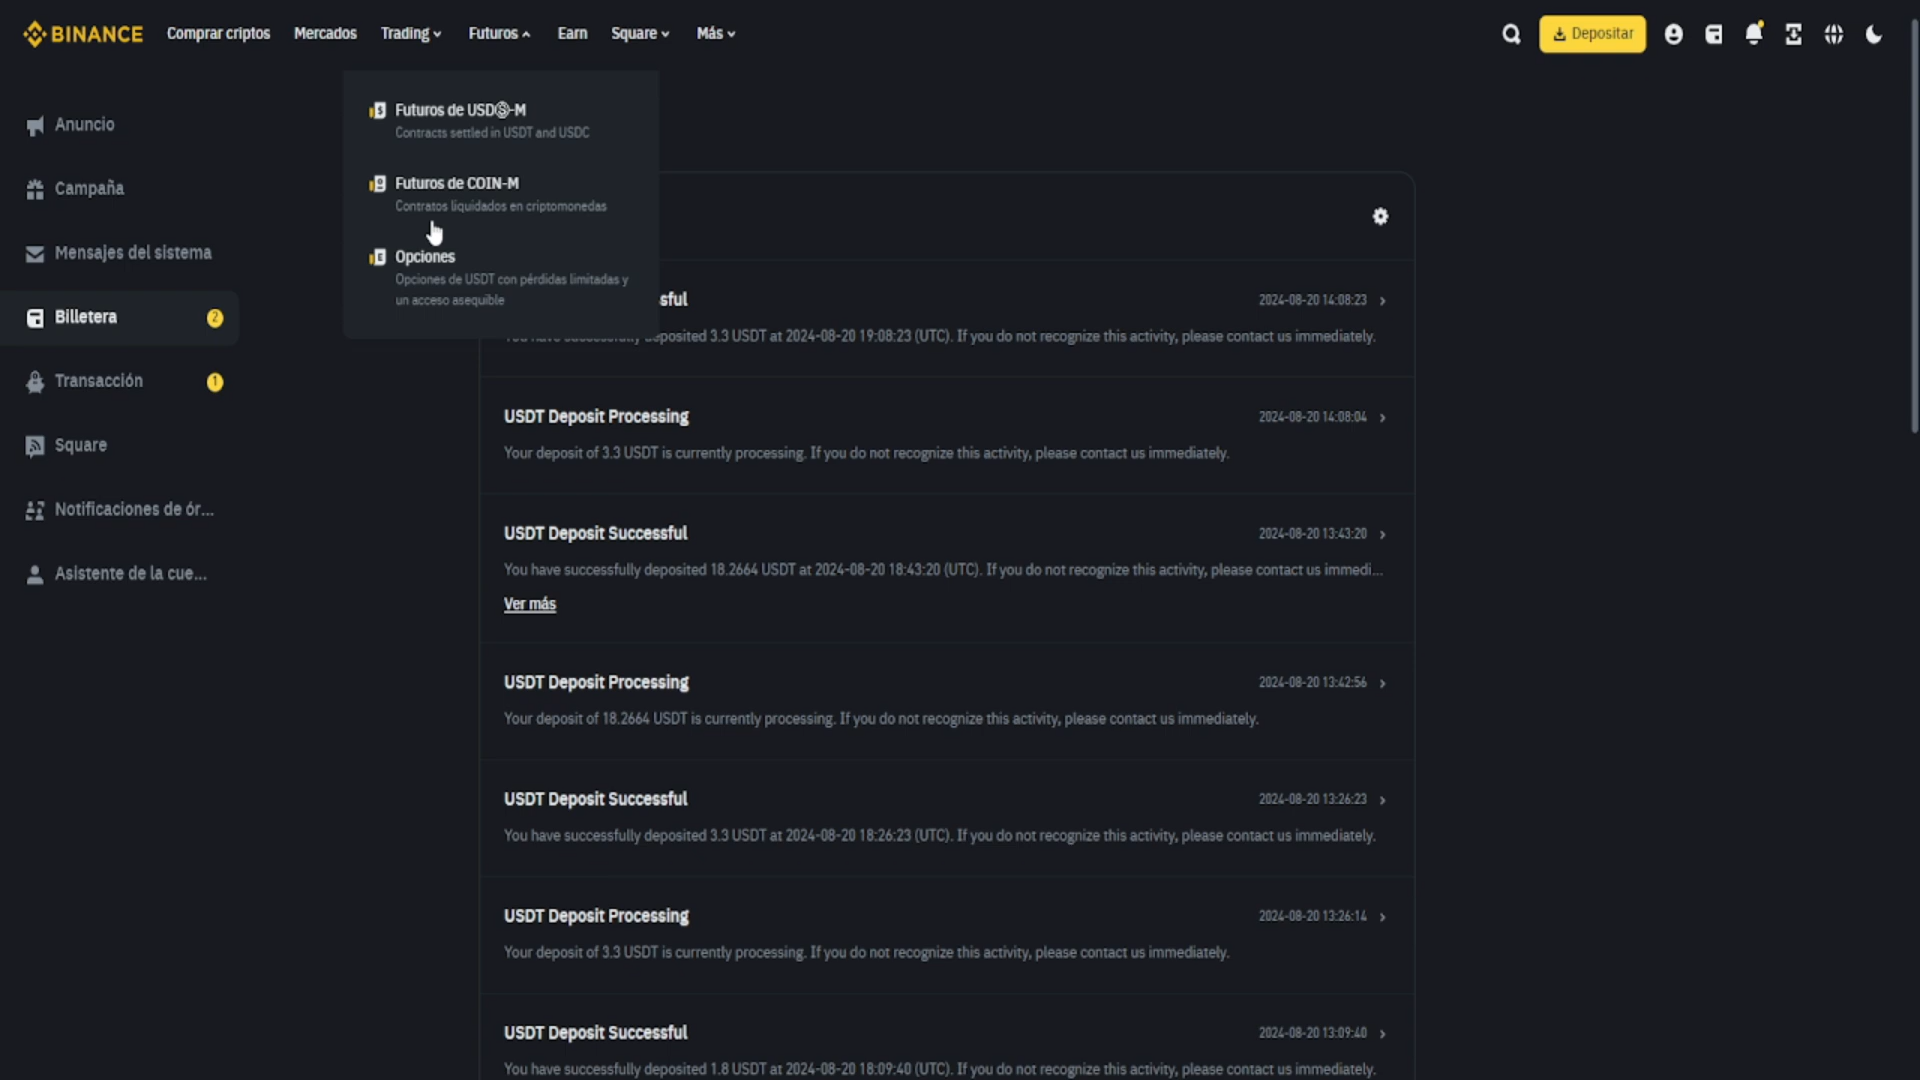 BINANCE Comprar criptos Mercados Trading Futuros Earn Square Más Depositar
Anuncio
Campaña
Mensajes del sistema
Billetera 2
Transacción 1
Square
Notificaciones de ór...
Asistente de la cue...
Futuros de USDⓈ-M
Contracts settled in USDT and USDC
Futuros de COIN-M
Contratos liquidados en criptomonedas
Opciones
Opciones de USDT con pérdidas limitadas y
un acceso asequible
sful 2024-08-20 14:08:23
You have successfully deposited 3.3 USDT at 2024-08-20 19:08:23 (UTC). If you do not recognize this activity, please contact us immediately.
USDT Deposit Processing 2024-08-20 14:08:04
Your deposit of 3.3 USDT is currently processing. If you do not recognize this activity, please contact us immediately.
USDT Deposit Successful 2024-08-20 13:43:20
You have successfully deposited 18.2664 USDT at 2024-08-20 18:43:20 (UTC). If you do not recognize this activity, please contact us immedi...
Ver más
USDT Deposit Processing 2024-08-20 13:42:56
Your deposit of 18.2664 USDT is currently processing. If you do not recognize this activity, please contact us immediately.
USDT Deposit Successful 2024-08-20 13:26:23
You have successfully deposited 3.3 USDT at 2024-08-20 18:26:23 (UTC). If you do not recognize this activity, please contact us immediately.
USDT Deposit Processing 2024-08-20 13:26:14
Your deposit of 3.3 USDT is currently processing. If you do not recognize this activity, please contact us immediately.
USDT Deposit Successful 2024-08-20 13:09:40
You have successfully deposited 1.8 USDT at 2024-08-20 18:09:40 (UTC). If you do not recognize this activity, please contact us immediately.